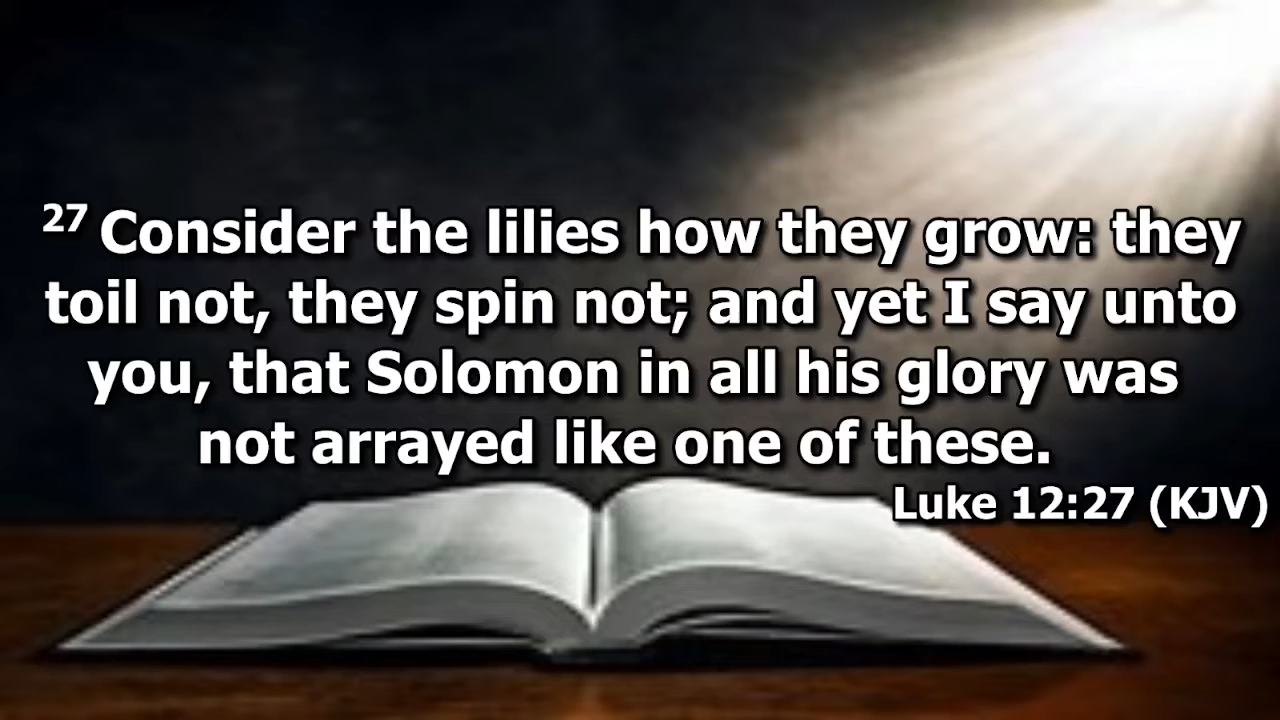 27 Consider the lilies how they grow: they
toil not, they spin not; and yet I say unto
you, that Solomon in all his glory was
not arrayed like one of these.
Luke 12:27 (KJV)